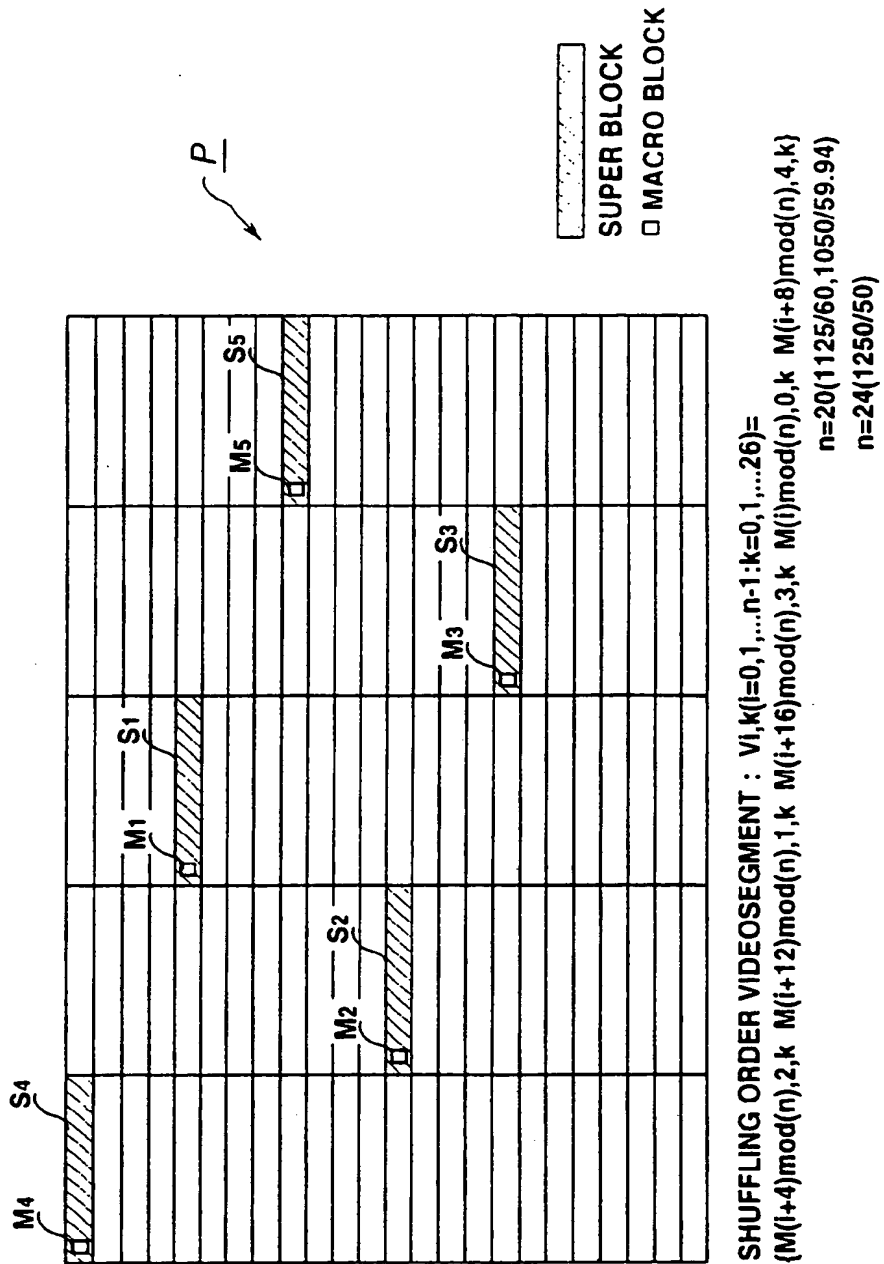 P
M4
S4
M2
S2
M1
S1
M3
S3
M5
S5
SUPER BLOCK
MACRO BLOCK
SHUFFLING ORDER VIDEOSEGMENT : Vi,k(i=0,1,....n-1:k=0,1,....26)=
{M(i+4)mod(n),2,k M(i+12)mod(n),1,k M(i+16)mod(n),3,k M(i)mod(n),0,k M(i+8)mod(n),4,k}
n=20(1125/60,1050/59.94)
n=24(1250/50)